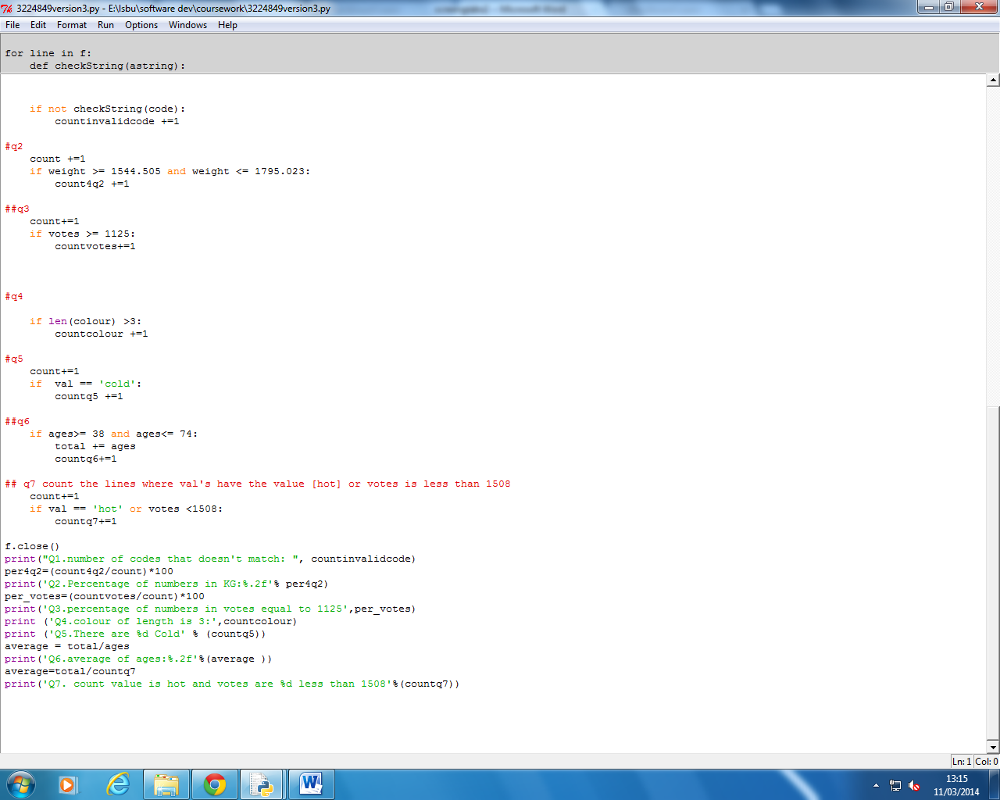 3224849version3.py - E:\lsbu\software dev\coursework\3224849version3.py
File Edit Format Run Options Windows Help
for line in f:
    def checkString(astring):
    if not checkString(code):
        countinvalidcode +=1
#q2
    count +=1
    if weight >= 1544.505 and weight <= 1795.023:
        count4q2 +=1
##q3
    count+=1
    if votes >= 1125:
        countvotes+=1
#q4
    if len(colour) >3:
        countcolour +=1
#q5
    count+=1
    if  val == 'cold':
        countq5 +=1
##q6
    if ages>= 38 and ages<= 74:
        total += ages
        countq6+=1
## q7 count the lines where val's have the value [hot] or votes is less than 1508
    count+=1
    if val == 'hot' or votes <1508:
        countq7+=1
f.close()
print("Q1.number of codes that doesn't match: ", countinvalidcode)
per4q2=(count4q2/count)*100
print('Q2.Percentage of numbers in KG:%.2f'% per4q2)
per_votes=(countvotes/count)*100
print('Q3.percentage of numbers in votes equal to 1125',per_votes)
print ('Q4.colour of length is 3:',countcolour)
print ('Q5.There are %d Cold' % (countq5))
average = total/ages
print('Q6.average of ages:%.2f'%(average ))
average=total/countq7
print('Q7. count value is hot and votes are %d less than 1508'%(countq7))
Ln: 1 Col: 0
13:15
11/03/2014